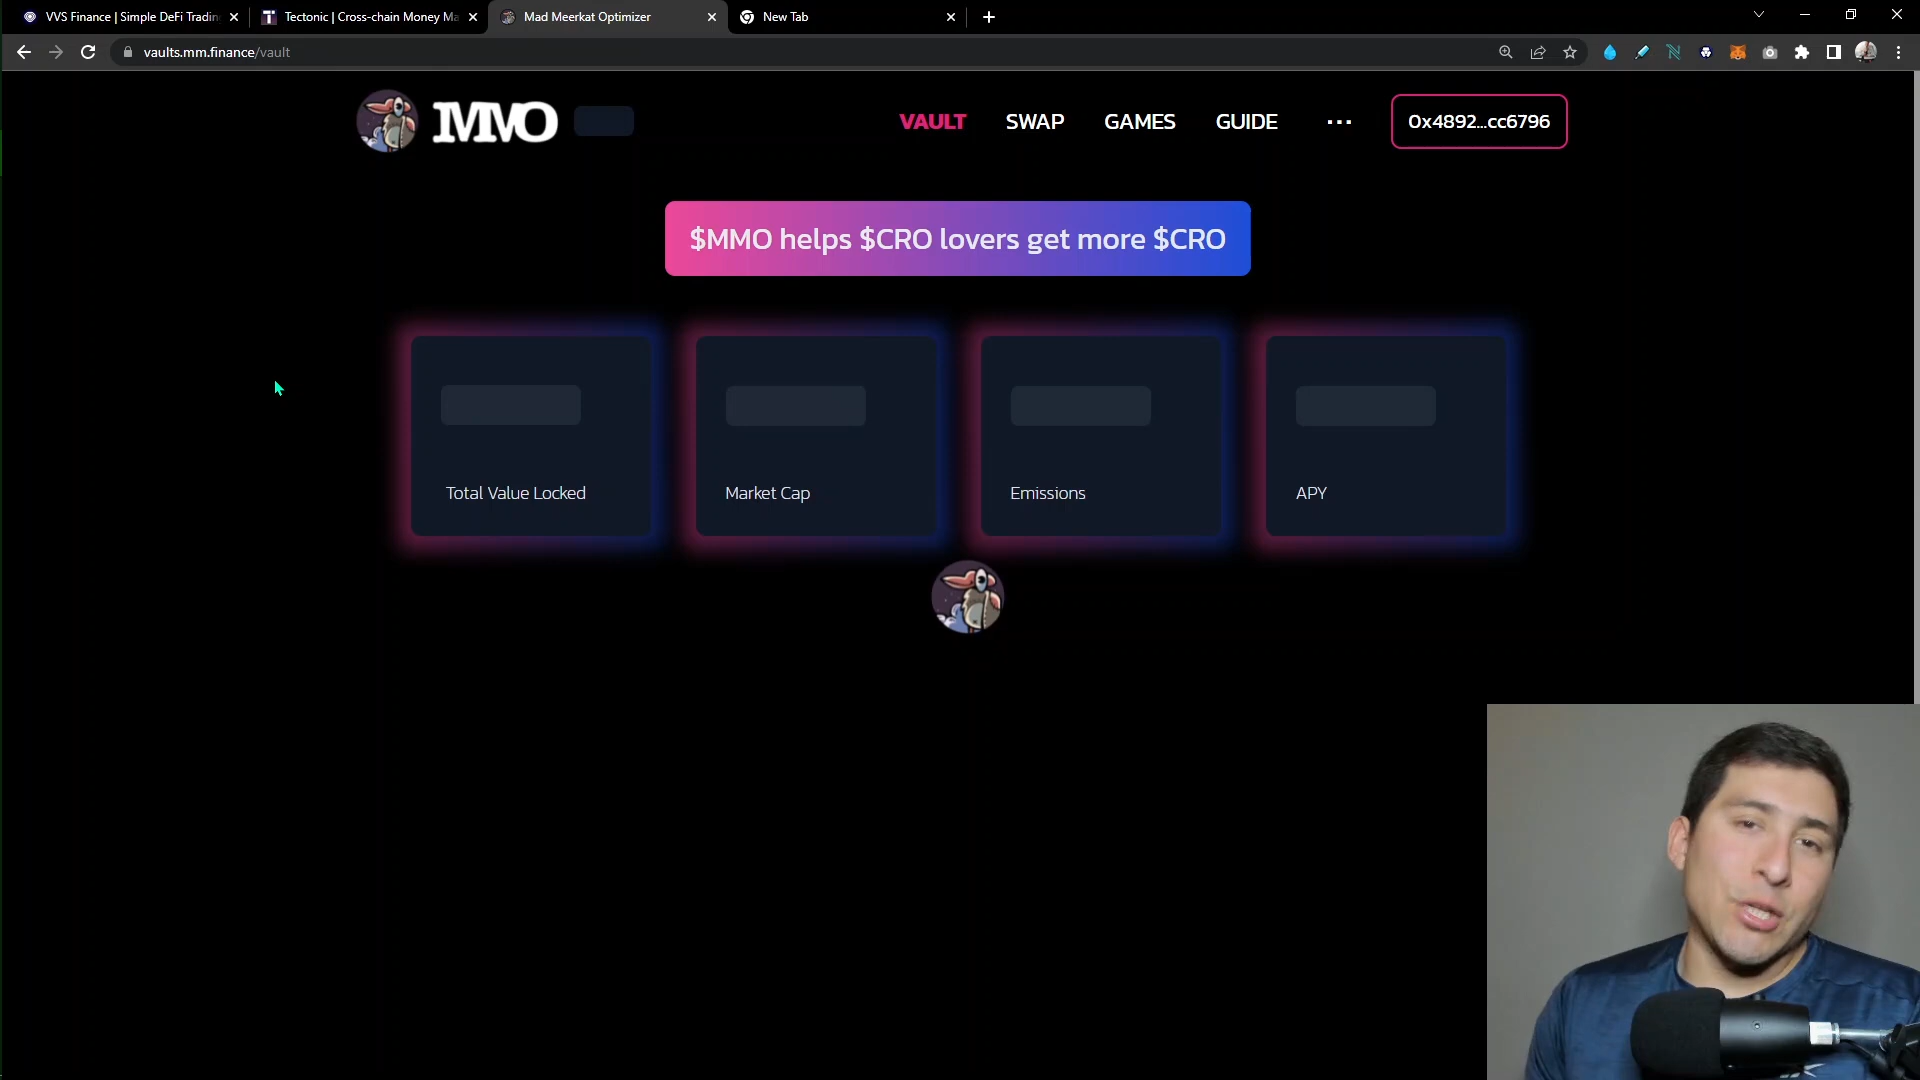 VVS Finance | Simple DeFi Tradin
Tectonic | Cross-chain Money Ma
Mad Meerkat Optimizer
New Tab
vaults.mm.finance/vault
MMO
VAULT
SWAP
GAMES
GUIDE
0x4892...cc6796
$MMO helps $CRO lovers get more $CRO
Total Value Locked
Market Cap
Emissions
APY